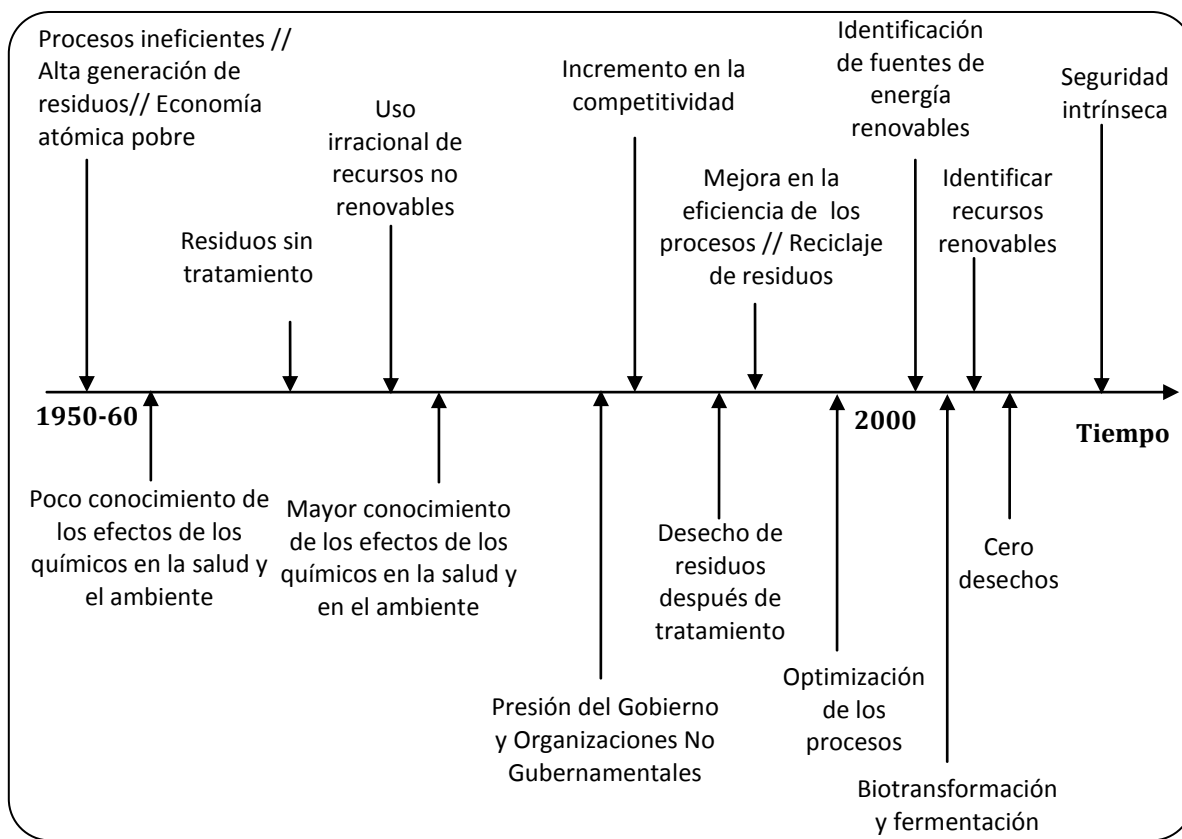 Procesos ineficientes //
Alta generación de
residuos// Economía
atómica pobre
Residuos sin
tratamiento
Uso
irracional de
recursos no
renovables
Incremento en la
competitividad
Mejora en la
eficiencia de los
procesos // Reciclaje
de residuos
Identificación
de fuentes de
energía
renovables
Identificar
recursos
renovables
Seguridad
intrínseca
1950-60
2000
Tiempo
Poco conocimiento de
los efectos de los
químicos en la salud y
el ambiente
Mayor conocimiento
de los efectos de los
químicos en la salud y
en el ambiente
Presión del Gobierno
y Organizaciones No
Gubernamentales
Desecho de
residuos
después de
tratamiento
Optimización
de los
procesos
Biotransformación
y fermentación
Cero
desechos